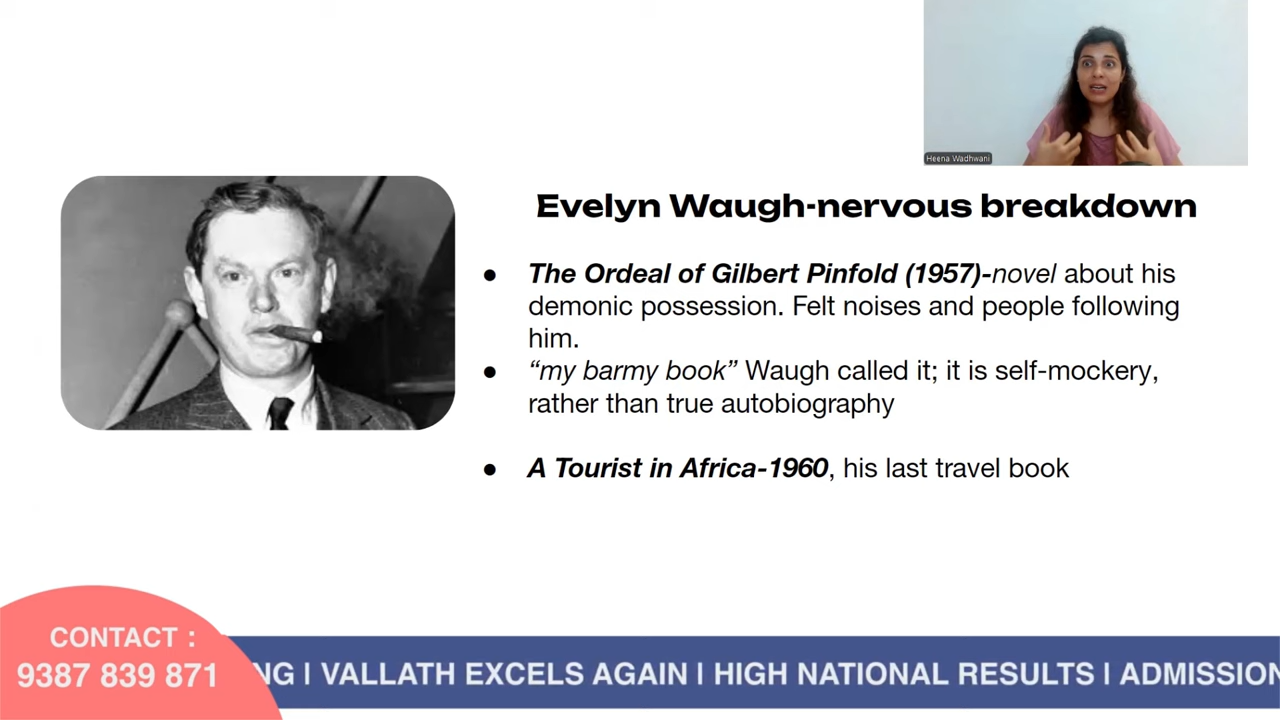 Heena Wadhwani
Evelyn Waugh-nervous breakdown
● The Ordeal of Gilbert Pinfold (1957)-novel about his
demonic possession. Felt noises and people following
him.
● “my barmy book” Waugh called it; it is self-mockery,
rather than true autobiography
● A Tourist in Africa-1960, his last travel book
CONTACT :
9387 839 871
NG I VALLATH EXCELS AGAIN I HIGH NATIONAL RESULTS I ADMISSION